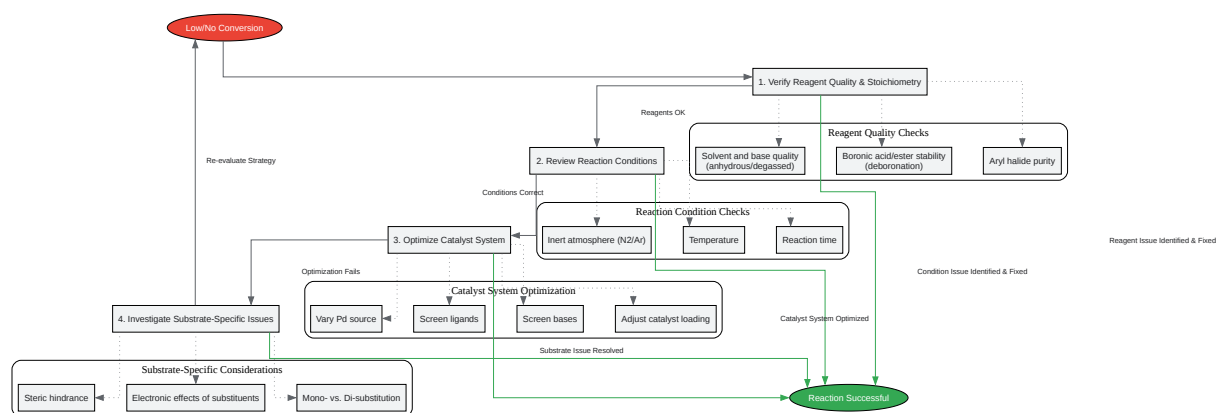 Low/No Conversion
1. Verify Reagent Quality & Stoichiometry
Reagents OK
Reagent Quality Checks
Solvent and base quality
(anhydrous/degassed)
Boronic acid/ester stability
(deboronation)
Aryl halide purity
Re-evaluate Strategy
2. Review Reaction Conditions
Conditions Correct
Reaction Condition Checks
Inert atmosphere (N2/Ar)
Temperature
Reaction time
Reagent Issue Identified & Fixed
3. Optimize Catalyst System
Optimization Fails
Condition Issue Identified & Fixed
Catalyst System Optimization
Vary Pd source
Screen ligands
Screen bases
Adjust catalyst loading
Catalyst System Optimized
4. Investigate Substrate-Specific Issues
Substrate Issue Resolved
Substrate-Specific Considerations
Steric hindrance
Electronic effects of substituents
Mono- vs. Di-substitution
Reaction Successful